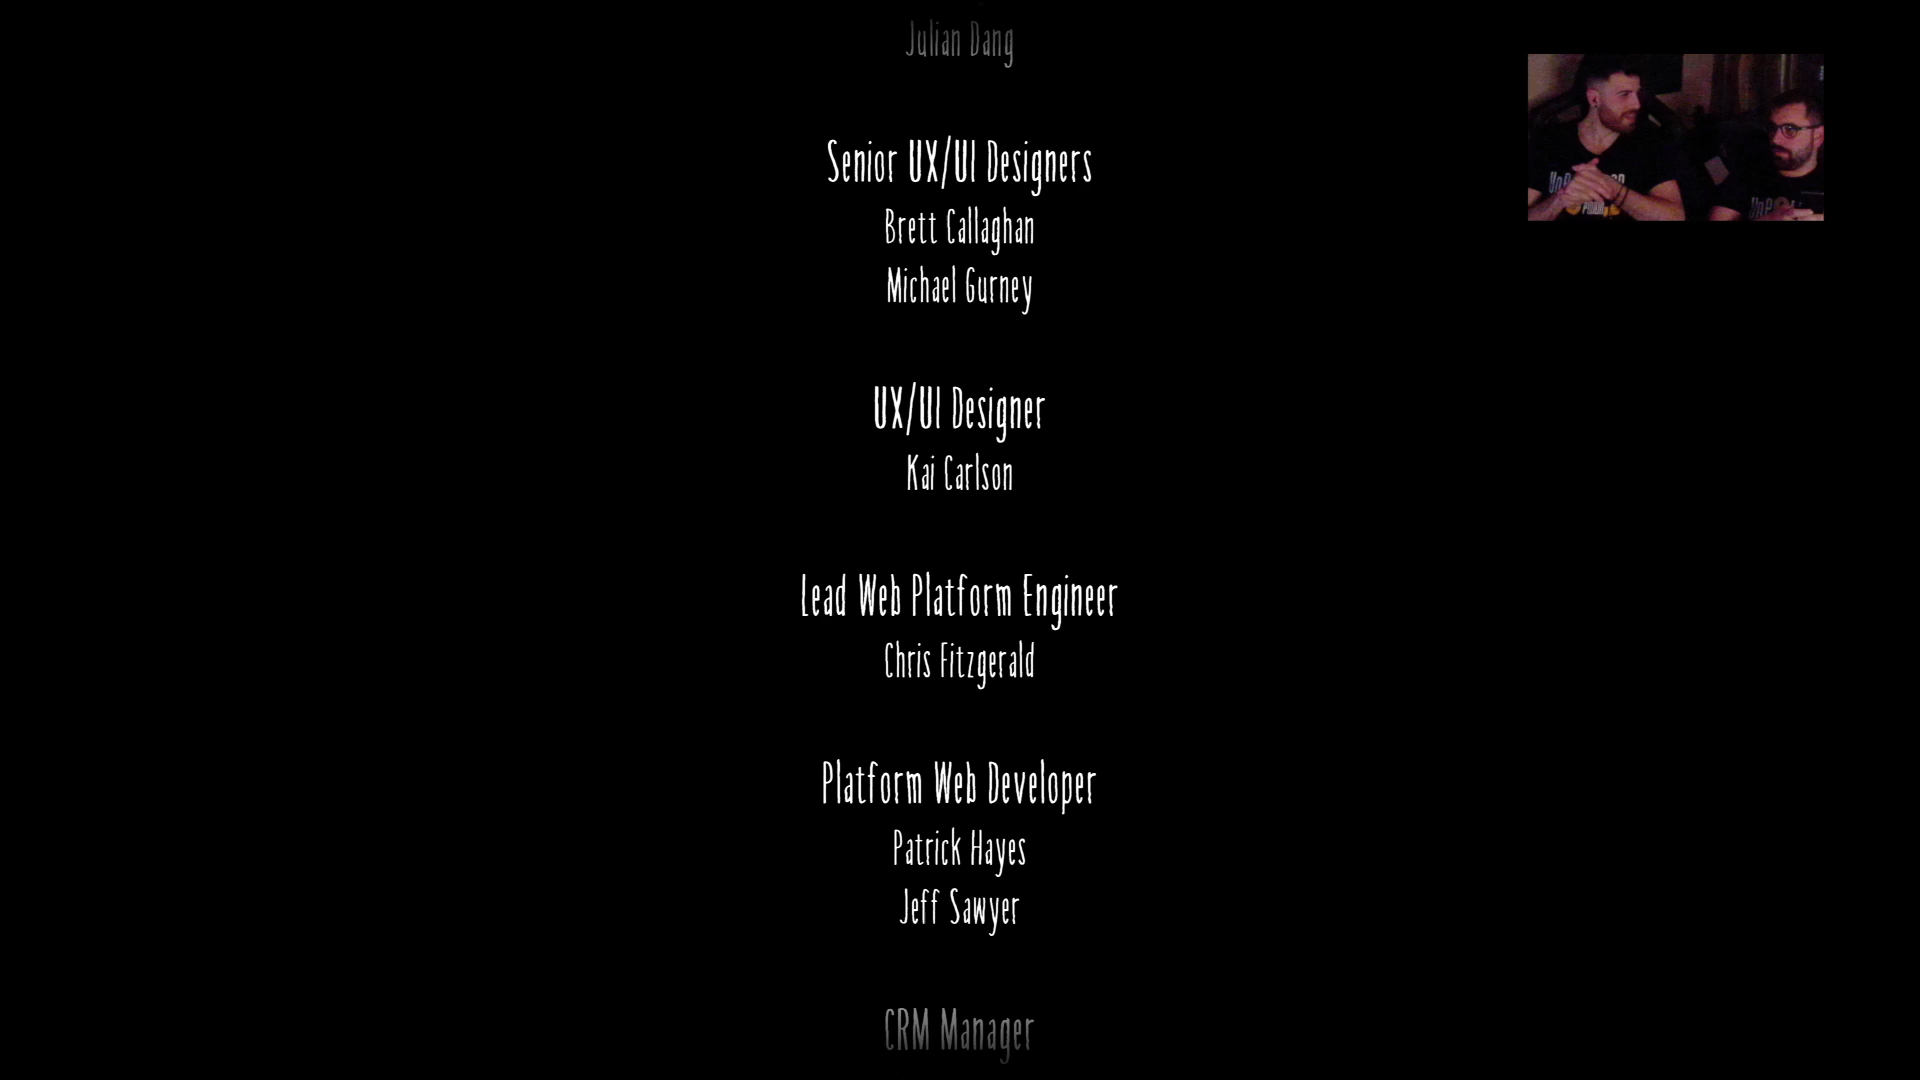 Julian Dang
Senior UX/UI Designers
Brett Callaghan
Michael Gurney
UX/UI Designer
Kai Carlson
Lead Web Platform Engineer
Chris Fitzgerald
Platform Web Developer
Patrick Hayes
Jeff Sawyer
CRM Manager